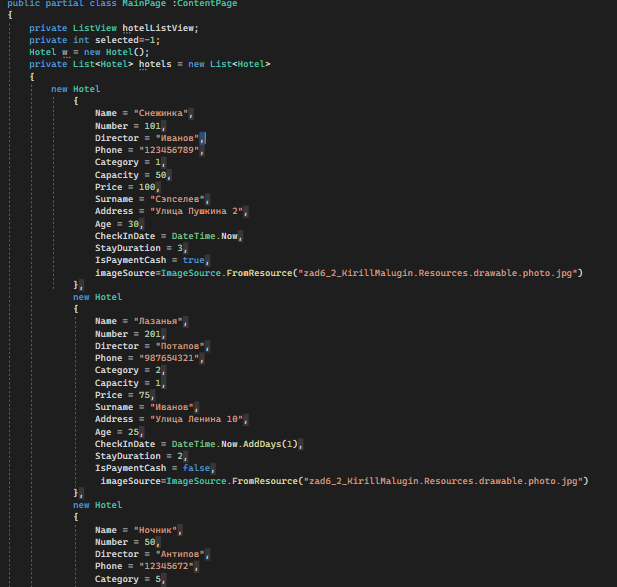 public partial class MainPage :ContentPage
{
private ListView hotelListView;
private int selected=-1;
Hotel w = new Hotel();
private List<Hotel> hotels = new List<Hotel>
{
new Hotel
{
Name = "Снежинка",
Number = 101,
Director = "Иванов",
Phone = "123456789",
Category = 1,
Capacity = 50,
Price = 100,
Surname = "Сэпселев",
Address = "Улица Пушкина 2",
Age = 30,
CheckInDate = DateTime.Now,
StayDuration = 3,
IsPaymentCash = true,
imageSource=ImageSource.FromResource("zad6_2_KirillMalugin.Resources.drawable.photo.jpg")
},
new Hotel
{
Name = "Лазанья",
Number = 201,
Director = "Потапов",
Phone = "987654321",
Category = 2,
Capacity = 1,
Price = 75,
Surname = "Иванов",
Address = "Улица Ленина 10",
Age = 25,
CheckInDate = DateTime.Now.AddDays(1),
StayDuration = 2,
IsPaymentCash = false,
imageSource=ImageSource.FromResource("zad6_2_KirillMalugin.Resources.drawable.photo.jpg")
},
new Hotel
{
Name = "Ночник",
Number = 50,
Director = "Антипов",
Phone = "12345672",
Category = 5,